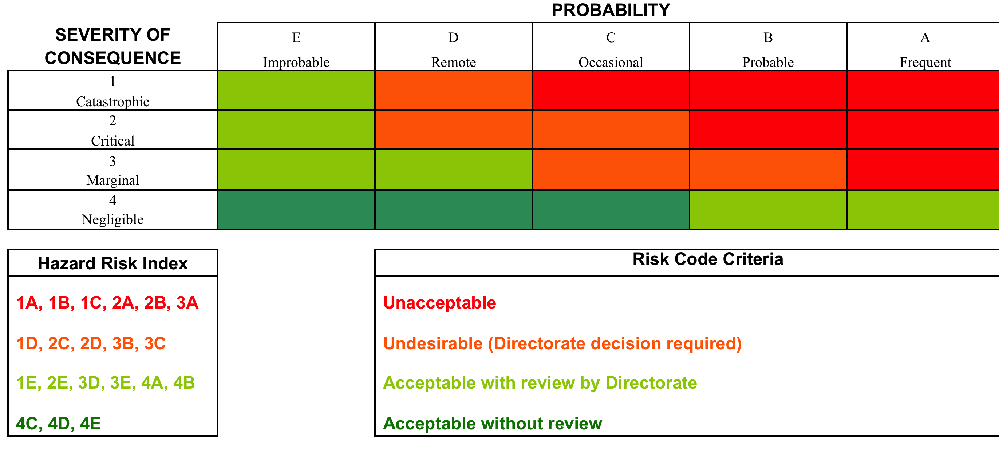 PROBABILITY
SEVERITY OF
CONSEQUENCE
E
Improbable
D
Remote
C
Occasional
B
Probable
A
Frequent
1
Catastrophic
2
Critical
3
Marginal
4
Negligible
Hazard Risk Index
1A, 1B, 1C, 2A, 2B, 3A
1D, 2C, 2D, 3B, 3C
1E, 2E, 3D, 3E, 4A, 4B
4C, 4D, 4E
Risk Code Criteria
Unacceptable
Undesirable (Directorate decision required)
Acceptable with review by Directorate
Acceptable without review